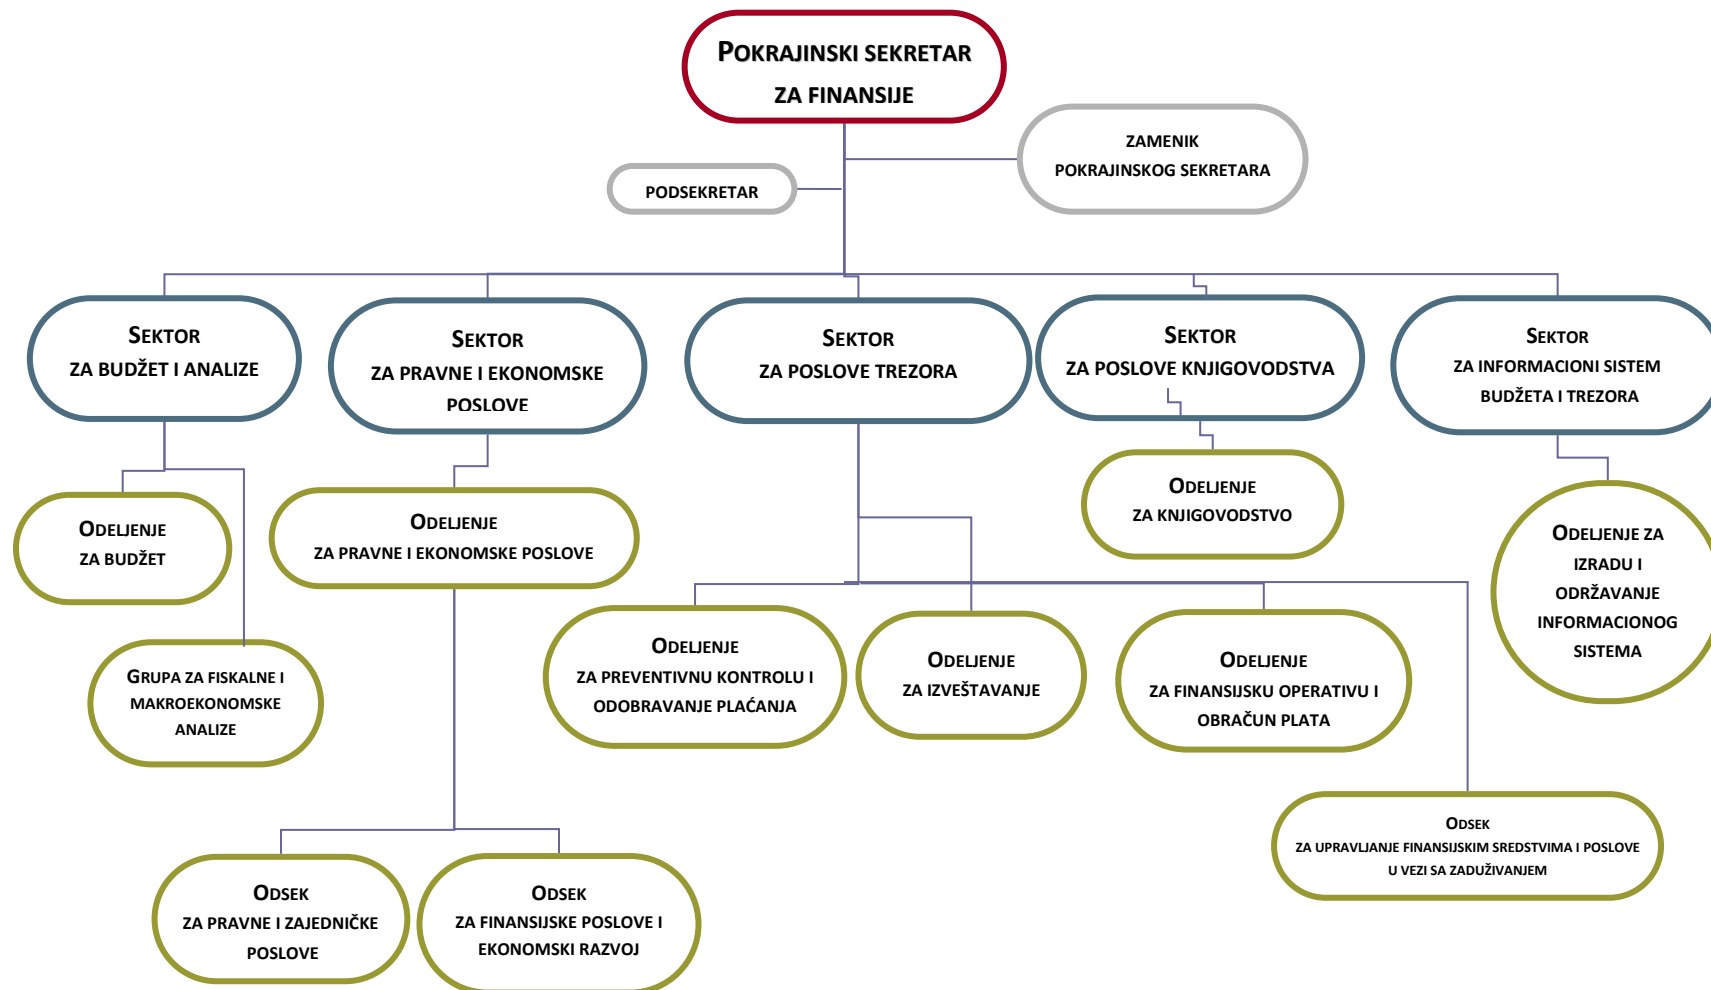 POKRAJINSKI SEKRETAR
ZA FINANSIJE
ZAMENIK
POKRAJINSKOG SEKRETARA
PODSEKRETAR
SEKTOR
ZA BUDŽET I ANALIZE
SEKTOR
ZA PRAVNE I EKONOMSKE
POSLOVE
SEKTOR
ZA POSLOVE TREZORA
SEKTOR
ZA POSLOVE KNJIGOVODSTVA
SEKTOR
ZA INFORMACIONI SISTEM
BUDŽETA I TREZORA
ODELJENJE
ZA BUDŽET
ODELJENJE
ZA PRAVNE I EKONOMSKE POSLOVE
ODELJENJE
ZA KNJIGOVODSTVO
ODELJENJE ZA
IZRADU I
ODRŽAVANJE
INFORMACIONOG
SISTEMA
GRUPA ZA FISKALNE I
MAKROEKONOMSKE
ANALIZE
ODELJENJE
ZA PREVENTIVNU KONTROLU I
ODOBRAVANJE PLAĆANJA
ODELJENJE
ZA IZVEŠTAVANJE
ODELJENJE
ZA FINANSIJSKU OPERATIVU I
OBRAČUN PLATA
ODSEK
ZA UPRAVLJANJE FINANSIJSKIM SREDSTVIMA I POSLOVE
U VEZI SA ZADUŽIVANJEM
ODSEK
ZA PRAVNE I ZAJEDNIČKE
POSLOVE
ODSEK
ZA FINANSIJSKE POSLOVE I
EKONOMSKI RAZVOJ